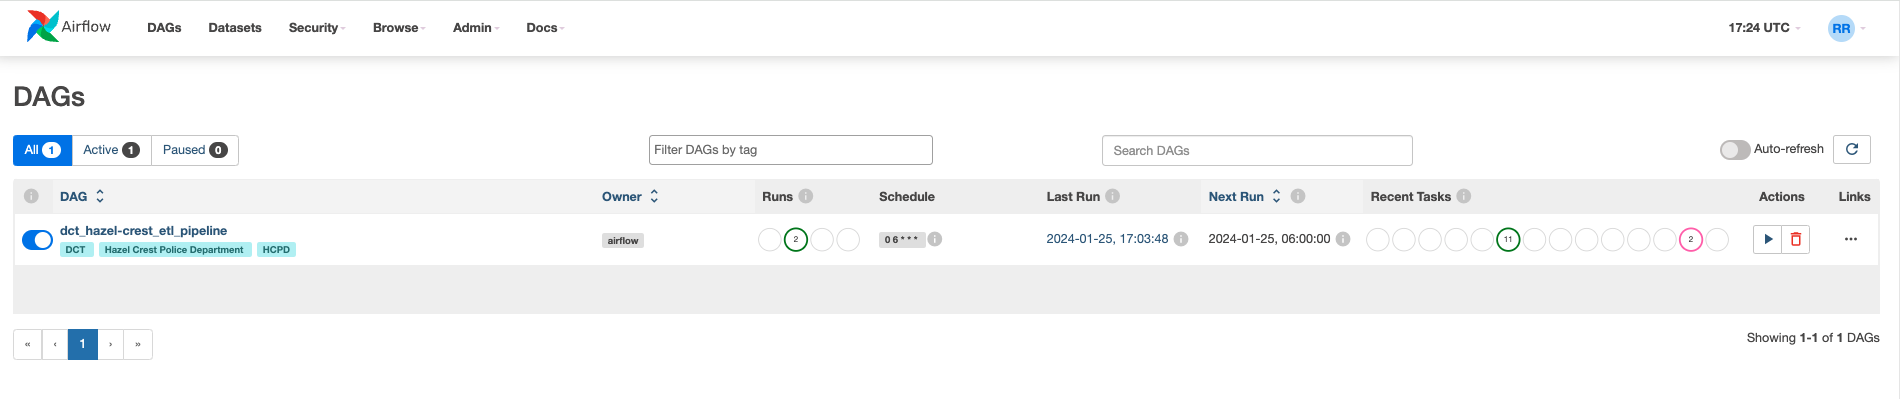 Airflow DAGs Datasets Security Browse Admin Docs 17:24 UTC RR
DAGs
All 1 Active 1 Paused 0 Filter DAGs by tag Search DAGs Auto-refresh
i DAG Owner Runs i Schedule Last Run i Next Run i Recent Tasks i Actions Links
dct_hazel-crest_etl_pipeline
airflow 2 0 6 * * * i 2024-01-25, 17:03:48 i 2024-01-25, 06:00:00 i 11 2
DCT Hazel Crest Police Department HCPD
« ‹ 1 › » Showing 1-1 of 1 DAGs